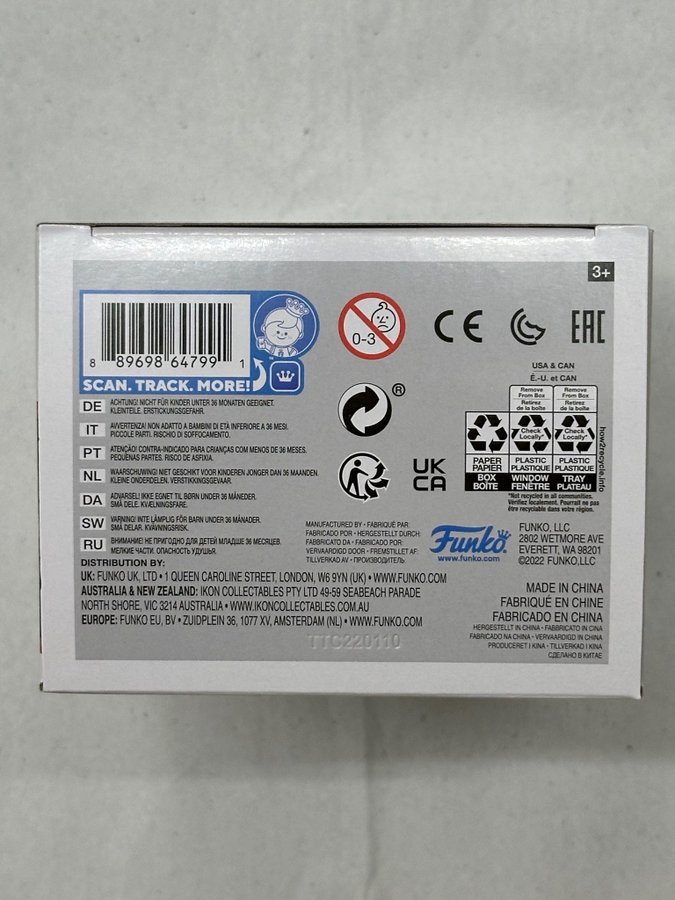 3+
8 89698 64799 1
SCAN. TRACK. MORE!
0-3
CE
EAC
®
UK
CA
USA & CAN
É.-U. et CAN
Remove From Box
Retirez de la boîte
Remove From Box
Retirez de la boîte
Check Locally*
Check Locally*
PAPER
PAPIER
PLASTIC
PLASTIQUE
PLASTIC
PLASTIQUE
BOX
BOÎTE
WINDOW
FENÊTRE
TRAY
PLATEAU
*Not recycled in all communities.
Vérifiez localement. Pourrait ne pas
être recyclable dans votre région.
how2recycle.info
DE ACHTUNG! NICHT FÜR KINDER UNTER 36 MONATEN GEEIGNET.
KLEINTEILE. ERSTICKUNGSGEFAHR.
IT AVVERTENZA! NON ADATTO A BAMBINI DI ETÀ INFERIORE A 36 MESI.
PICCOLE PARTI. RISCHIO DI SOFFOCAMENTO.
PT ATENÇÃO! CONTRA-INDICADO PARA CRIANÇAS COM MENOS DE 36 MESES.
PEQUENAS PARTES. RISCO DE ASFIXIA.
NL WAARSCHUWING! NIET GESCHIKT VOOR KINDEREN JONGER DAN 36 MAANDEN.
KLEINE ONDERDELEN. VERSTIKKINGSGEVAAR.
DA ADVARSEL! IKKE EGNET TIL BØRN UNDER 36 MÅNEDER.
SMÅ DELE. KVÆLNINGSFARE.
SW VARNING! INTE LÄMPLIG FÖR BARN UNDER 36 MÅNADER.
SMÅ DELAR. KVÄVNINGSRISK.
RU ВНИМАНИЕ! НЕ ПРИГОДНО ДЛЯ ДЕТЕЙ МЛАДШЕ 36 МЕСЯЦЕВ.
МЕЛКИЕ ЧАСТИ. ОПАСНОСТЬ УДУШЬЯ.
MANUFACTURED BY • FABRIQUÉ PAR:
FABRICADO POR • HERGESTELLT DURCH:
FABBRICATO DA • FABRICADO POR:
VERVAARDIGD DOOR • FREMSTILLET AF:
TILLVERKAD AV • ПРОИЗВОДИТЕЛЬ:
Funko
www.funko.com
FUNKO, LLC
2802 WETMORE AVE
EVERETT, WA 98201
©2022 FUNKO,LLC
DISTRIBUTION BY:
UK: FUNKO UK, LTD • 1 QUEEN CAROLINE STREET, LONDON, W6 9YN (UK) • WWW.FUNKO.COM
AUSTRALIA & NEW ZEALAND: IKON COLLECTABLES PTY LTD 49-59 SEABEACH PARADE
NORTH SHORE, VIC 3214 AUSTRALIA • WWW.IKONCOLLECTABLES.COM.AU
EUROPE: FUNKO EU, BV • ZUIDPLEIN 36, 1077 XV, AMSTERDAM (NL) • WWW.FUNKO.COM
TTC220110
MADE IN CHINA
FABRIQUÉ EN CHINE
FABRICADO EN CHINA
HERGESTELLT IN CHINA • FABBRICATO IN CINA
FABRICADO NA CHINA • VERVAARDIGD IN CHINA
PRODUCERET I KINA • TILLVERKAD I KINA
СДЕЛАНО В КИТАЕ